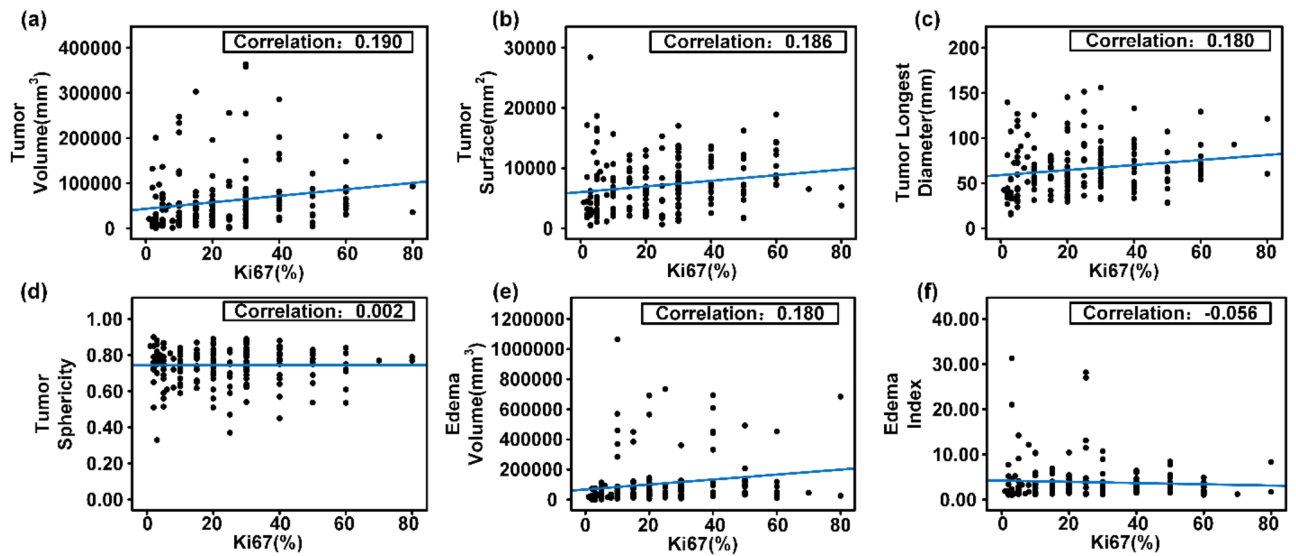 (a)
Correlation：0.190
Tumor
Volume(mm³)
400000
300000
200000
100000
0
0 20 40 60 80
Ki67(%)
(b)
Correlation：0.186
Tumor
Surface(mm²)
30000
20000
10000
0
0 20 40 60 80
Ki67(%)
(c)
Correlation：0.180
Tumor Longest
Diameter(mm)
200
150
100
50
0
0 20 40 60 80
Ki67(%)
(d)
Correlation：0.002
Tumor
Sphericity
1.00
0.80
0.60
0.40
0.20
0.00
0 20 40 60 80
Ki67(%)
(e)
Correlation：0.180
Edema
Volume(mm³)
1200000
1000000
800000
600000
400000
200000
0
0 20 40 60 80
Ki67(%)
(f)
Correlation：-0.056
Edema
Index
40.00
30.00
20.00
10.00
0.00
0 20 40 60 80
Ki67(%)